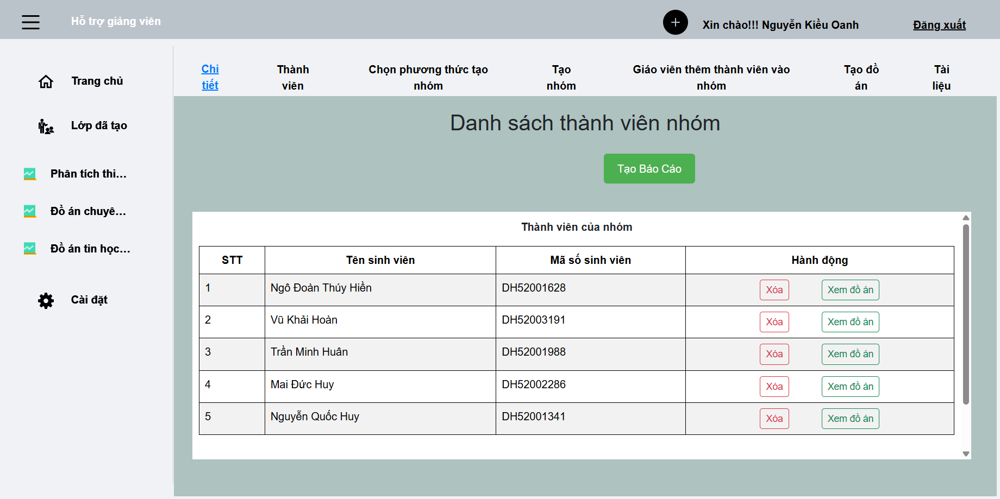 Hỗ trợ giảng viên
Xin chào!!! Nguyễn Kiều Oanh
Đăng xuất
Trang chủ
Lớp đã tạo
Phân tích thi...
Đồ án chuyê...
Đồ án tin học...
Cài đặt
Chi
tiết
Thành
viên
Chọn phương thức tạo
nhóm
Tạo
nhóm
Giáo viên thêm thành viên vào
nhóm
Tạo đồ
án
Tài
liệu
Danh sách thành viên nhóm
Tạo Báo Cáo
Thành viên của nhóm
STT Tên sinh viên Mã số sinh viên Hành động
1 Ngô Đoàn Thúy Hiền DH52001628 Xóa Xem đồ án
2 Vũ Khải Hoàn DH52003191 Xóa Xem đồ án
3 Trần Minh Huân DH52001988 Xóa Xem đồ án
4 Mai Đức Huy DH52002286 Xóa Xem đồ án
5 Nguyễn Quốc Huy DH52001341 Xóa Xem đồ án